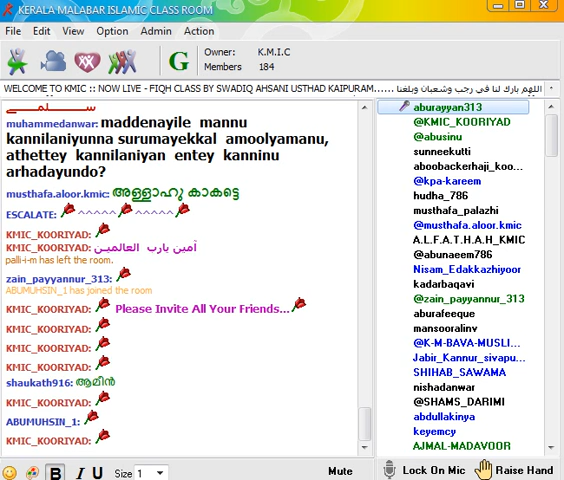 KERALA MALABAR ISLAMIC CLASS ROOM
File Edit View Option Admin Action
G
Owner: K.M.I.C
Members 184
WELCOME TO KMIC :: NOW LIVE - FIQH CLASS BY SWADIQ AHSANI USTHAD KAIPURAM...... اللهم بارك لنا في رجب وشعبان وبلغنا
muhammedanwar: maddenayile mannu
kannilaniyunna surumayekkal amoolyamanu,
athettey kannilaniyan entey kanninu
arhadayundo?
musthafa.aloor.kmic: അള്ളാഹു കാകട്ടെ
ESCALATE: ^^^^^ ^^^^^
KMIC_KOORIYAD:
KMIC_KOORIYAD: آمين يارب العالمين
palli-i-m has left the room.
zain_payyannur_313:
ABUMUHSIN_1 has joined the room
KMIC_KOORIYAD: Please Invite All Your Friends...
KMIC_KOORIYAD:
KMIC_KOORIYAD:
KMIC_KOORIYAD:
shaukath916: ആമീൻ
KMIC_KOORIYAD:
ABUMUHSIN_1:
KMIC_KOORIYAD:
B I U Size 1 Mute
aburayyan313
@KMIC_KOORIYAD
@abusinu
sunneekutti
aboobackerhaji_koo...
@kpa-kareem
hudha_786
musthafa_palazhi
@musthafa.aloor.kmic
A.L.F.A.T.H.A.H_KMIC
@abunaeem786
Nisam_Edakkazhiyoor
kadarbaqavi
@zain_payyannur_313
aburafeeque
mansooralinv
@K-M-BAVA-MUSLI...
Jabir_Kannur_sivapu...
SHIHAB_SAWAMA
nishadanwar
@SHAMS_DARIMI
abdullakinya
keyemcy
AJMAL-MADAVOOR
Lock On Mic Raise Hand